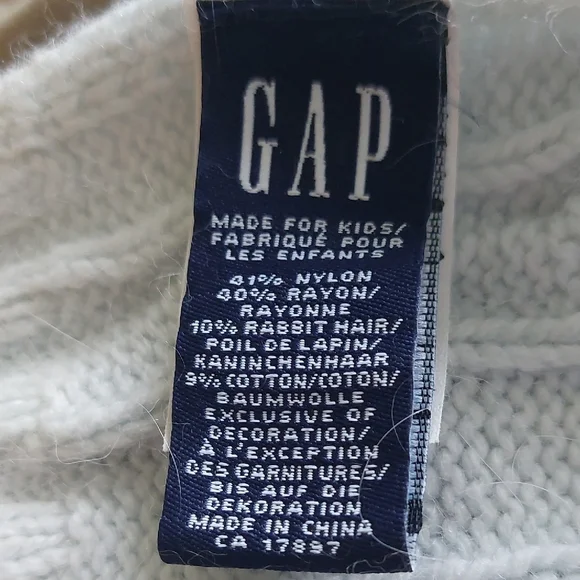 GAP
MADE FOR KIDS/
FABRIQUÉ POUR
LES ENFANTS
41% NYLON
40% RAYON/
RAYONNE
10% RABBIT HAIR/
POIL DE LAPIN/
KANINCHENHAAR
9% COTTON/COTON/
BAUMWOLLE
EXCLUSIVE OF
DECORATION/
À L'EXCEPTION
DES GARNITURES/
BIS AUF DIE
DEKORATION
MADE IN CHINA
CA 17897